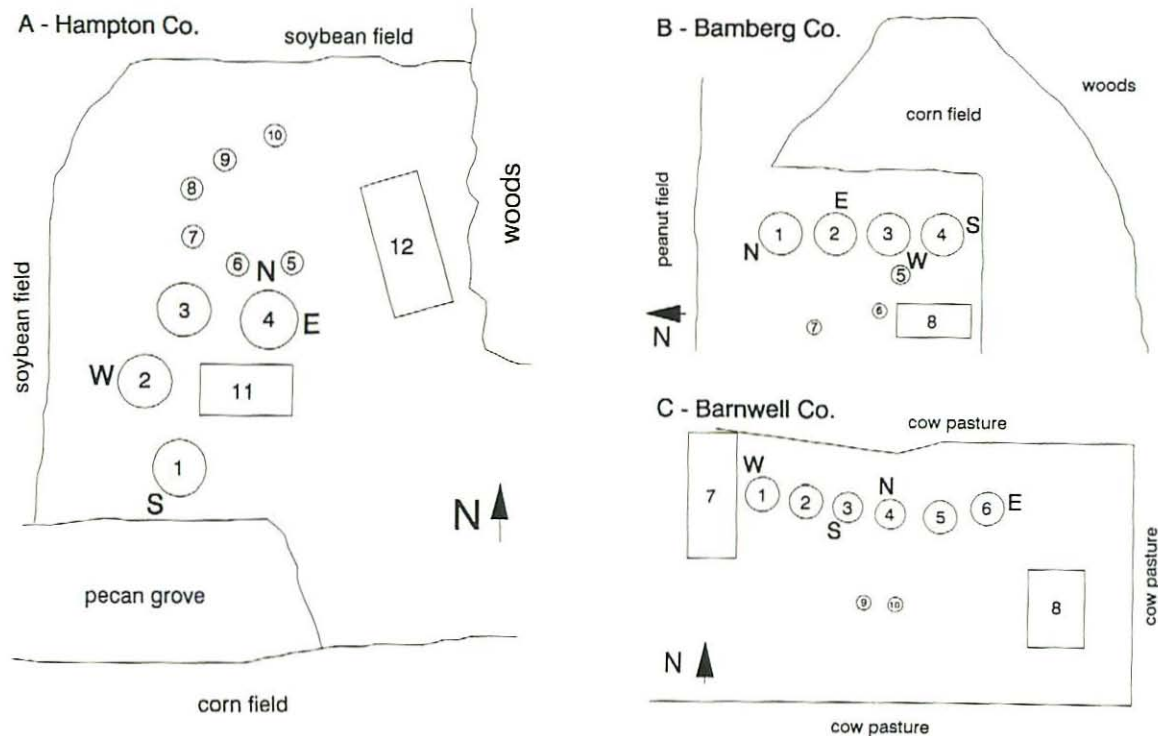 A - Hampton Co.
soybean field
10
9
8
7
6
N
5
12
woods
soybean field
3
4
E
W
2
11
1
S
N
pecan grove
corn field
B - Bamberg Co.
woods
corn field
peanut field
E
N
1
2
3
4
S
W
5
6
7
8
N
C - Barnwell Co.
cow pasture
W
7
1
2
3
S
N
4
5
6
E
9
10
8
cow pasture
N
cow pasture